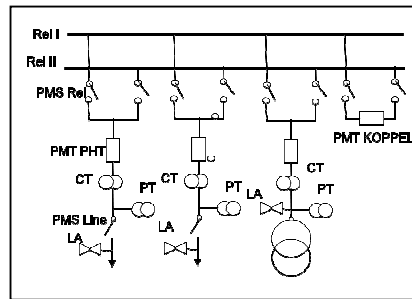 Rel I
Rel II
PMS Rel
PMT PHT
PMT KOPPEL
CT
PT
CT
PT
CT
LA
PT
PMS Line
LA
LA